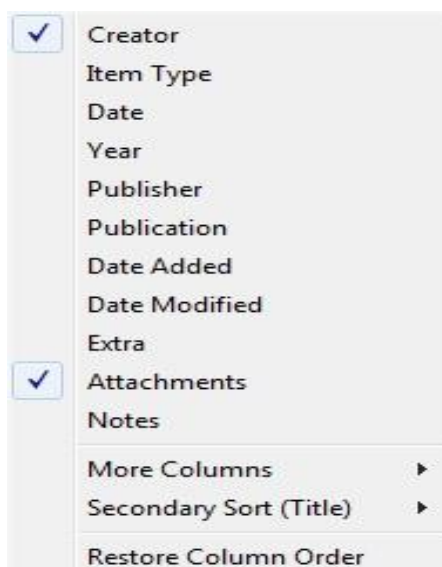 Creator
Item Type
Date
Year
Publisher
Publication
Date Added
Date Modified
Extra
Attachments
Notes
More Columns
Secondary Sort (Title)
Restore Column Order